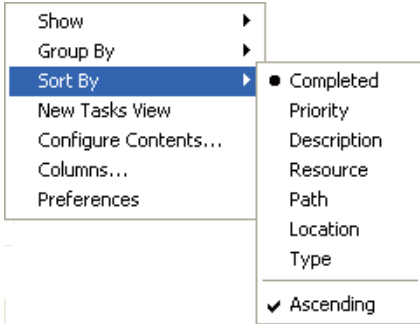 Show
Group By
Sort By
New Tasks View
Configure Contents...
Columns...
Preferences
Completed
Priority
Description
Resource
Path
Location
Type
Ascending